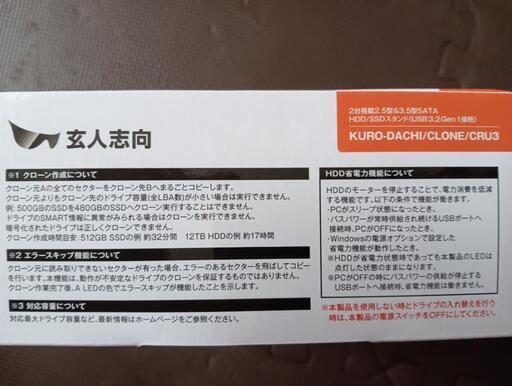 玄人志向
2台搭載2.5型&3.5型SATA
HDD/SSDスタンド(USB3.2 Gen1接続)
KURO-DACHI/CLONE/CRU3
※1 クローン作成について
クローン元Aの全てのセクターをクローン先Bへまるごとコピーします。
クローン元よりもクローン先のドライブ容量(全LBA数)が小さい場合は実行できません。
例: 500GBのSSDを480GBのSSDへクローン実行することはできません。
ドライブのSMART情報に異常がみられる場合はクローンを実行できません。
暗号化されたドライブは正しくクローンできません。
クローン作成時間目安: 512GB SSDの例 約32分間 12TB HDDの例 約17時間
※2 エラースキップ機能について
クローン元に読み取りできないセクターが有った場合、エラーのあるセクターを飛ばしてコピーを
行います。本機能は、動作が不安定なドライブのクローンを保証するものではありません。
クローン作業完了後、A LEDの色でエラースキップが機能したことを示します。
※3 対応容量について
対応最大ドライブ容量など、最新情報はホームページをご参照ください。
HDD省電力機能について
HDDのモーターを停止することで、電力消費を低減
する機能です。以下の条件で機能が働きます。
・PCがスリープ状態になったとき。
・バスパワーが常時供給され続けるUSBポートへ
接続時、PCがOFFになったとき。
・Windowsの電源オプションで設定した
省電力機能が働いたとき。
※HDDが省電力状態時であっても本製品のLEDは
点灯した状態のままになります。
※PCがOFFの時にバスパワーの供給が停止する
USBポートへ接続時、省電力機能は働きません。
※本製品を使用しない時とドライブの入れ替えを行う
時は、本製品の電源スイッチをOFFにしてください。